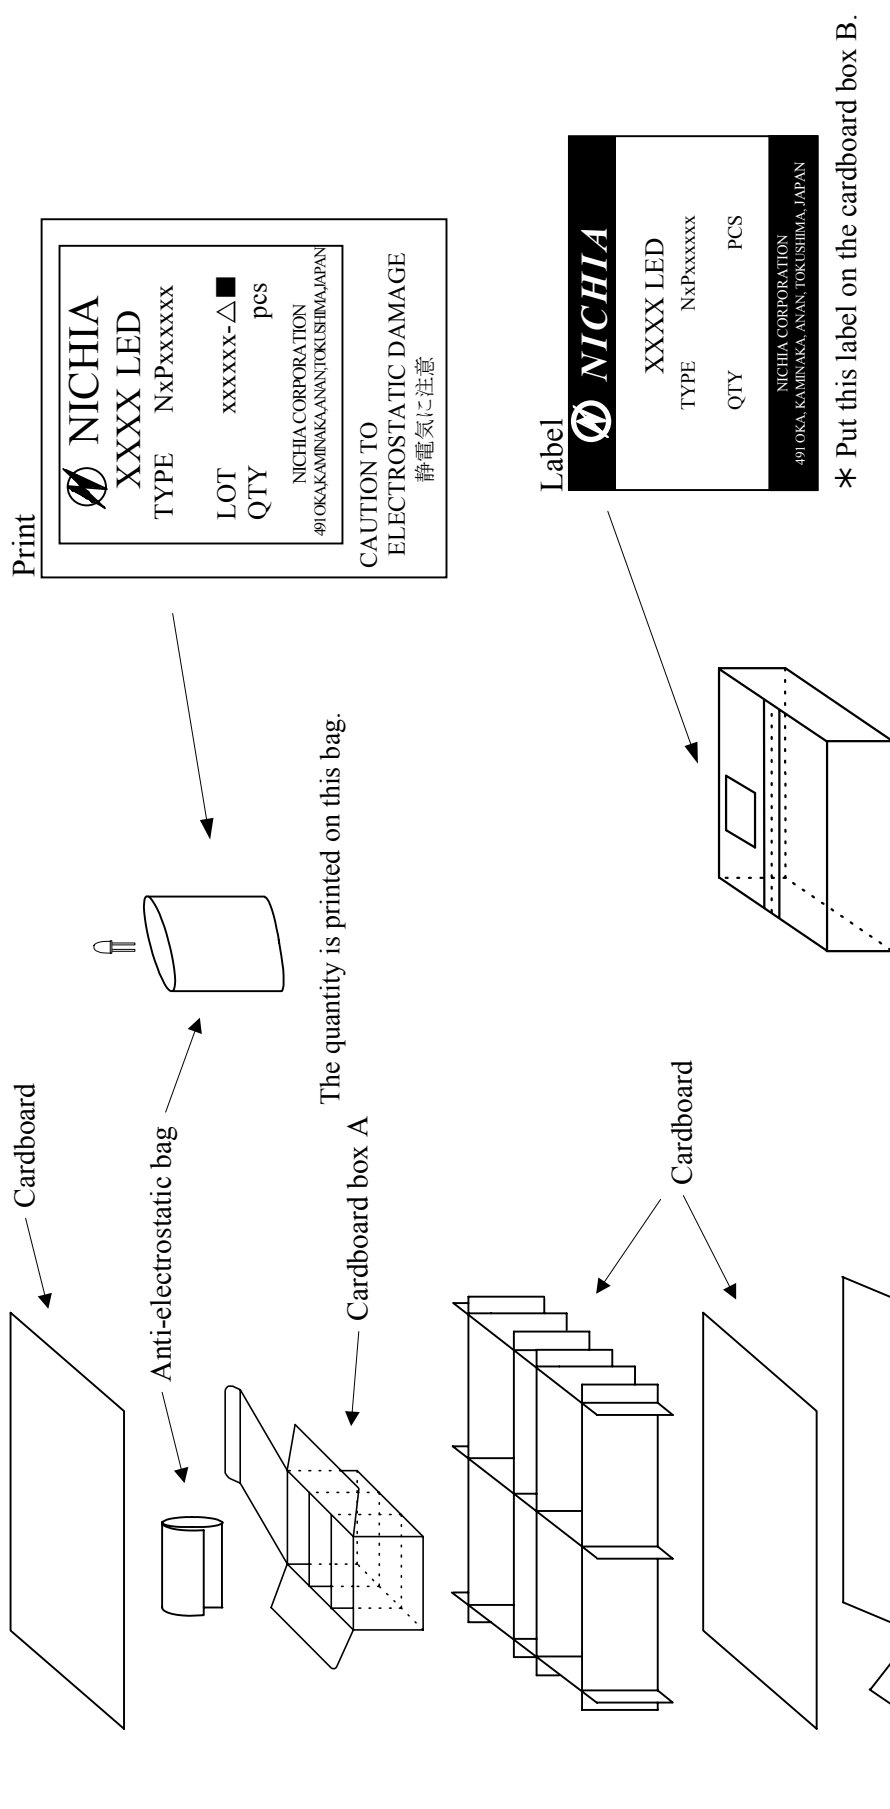 Cardboard
Print
NICHIA
XXXX LED
TYPE NxPxxxxxx
LOT xxxxxx-△■
QTY pcs
NICHIA CORPORATION
491 OKA,KAMINAKA,ANAN,TOKUSHIMA,JAPAN
CAUTION TO
ELECTROSTATIC DAMAGE
静電気に注意
Anti-electrostatic bag
The quantity is printed on this bag.
Cardboard box A
Label
NICHIA
XXXX LED
TYPE NxPxxxxxx
QTY PCS
NICHIA CORPORATION
491 OKA, KAMINAKA, ANAN, TOKUSHIMA, JAPAN
Cardboard
＊ Put this label on the cardboard box B.